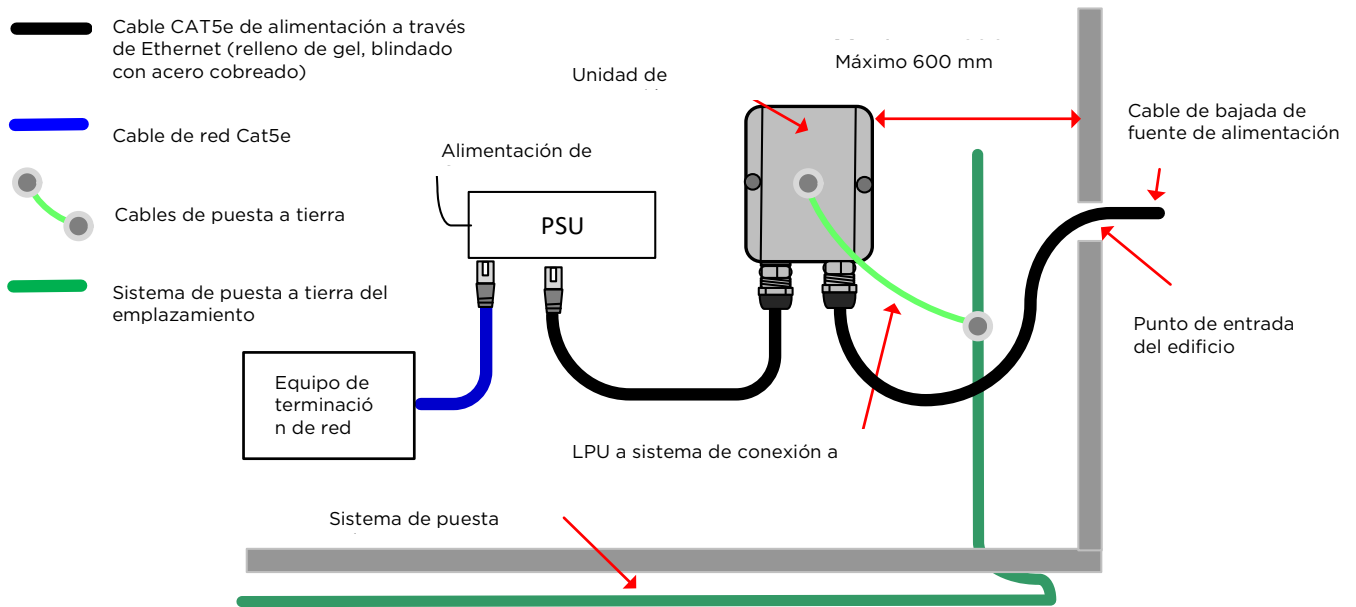 Cable CAT5e de alimentación a través
de Ethernet (relleno de gel, blindado
con acero cobreado)
Cable de red Cat5e
Cables de puesta a tierra
Sistema de puesta a tierra del
emplazamiento
Alimentación de
PSU
Equipo de
terminació
n de red
Unidad de
Máximo 600 mm
Cable de bajada de
fuente de alimentación
Punto de entrada
del edificio
LPU a sistema de conexión a
Sistema de puesta